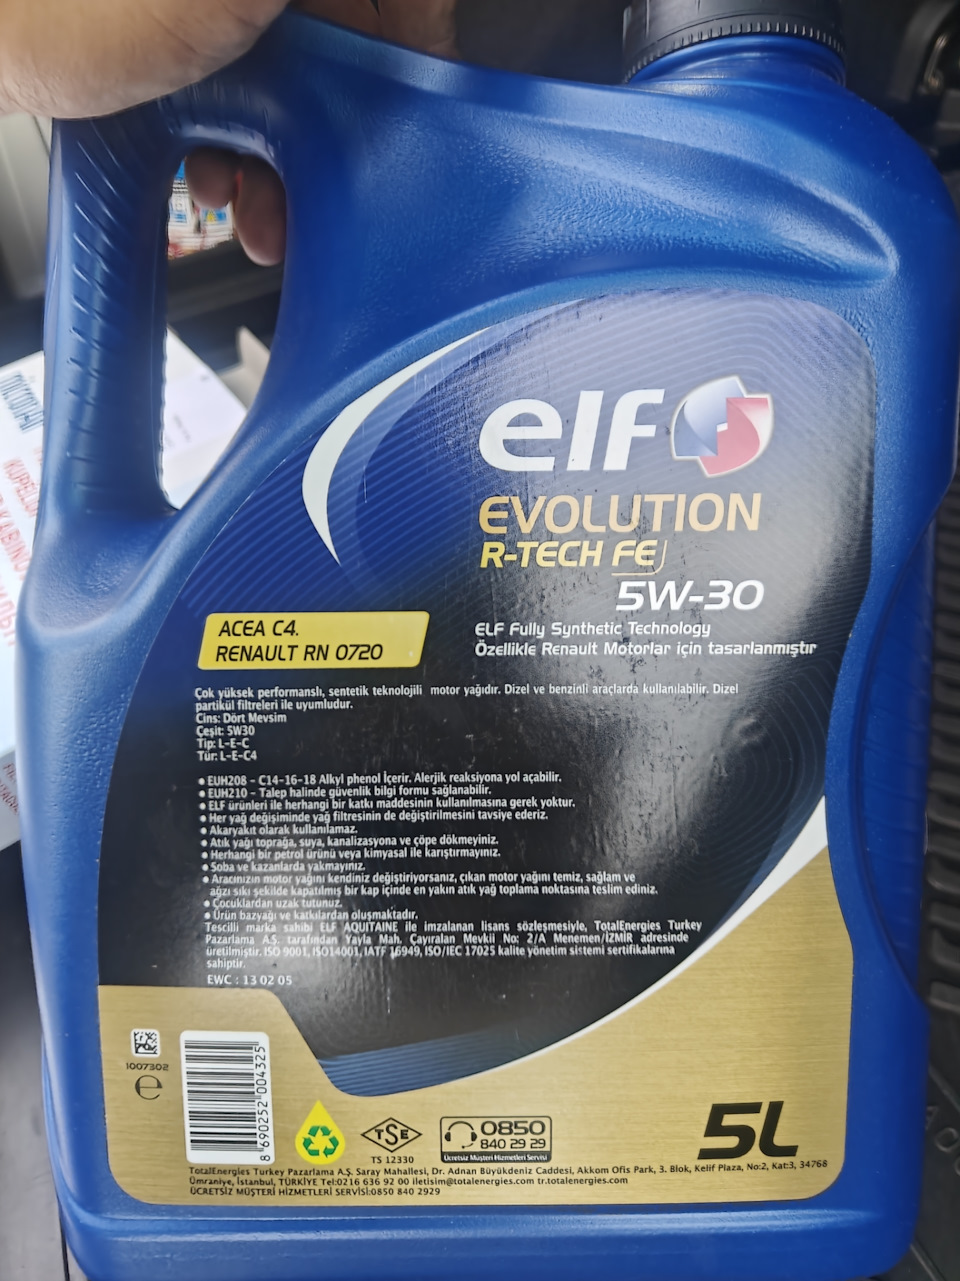 elf
EVOLUTION
R-TECH FE
5W-30
ELF Fully Synthetic Technology
Özellikle Renault Motorlar için tasarlanmıştır
ACEA C4.
RENAULT RN 0720
Çok yüksek performanslı, sentetik teknolojili motor yağıdır. Dizel ve benzinli araçlarda kullanılabilir. Dizel
partikül filtreleri ile uyumludur.
Cins: Dört Mevsim
Çeşit: 5W30
Tip: L-E-C
Tür: L-E-C4
• EUH208 - C14-16-18 Alkyl phenol İçerir. Alerjik reaksiyona yol açabilir.
• EUH210 - Talep halinde güvenlik bilgi formu sağlanabilir.
• ELF ürünleri ile herhangi bir katkı maddesinin kullanılmasına gerek yoktur.
• Her yağ değişiminde yağ filtresinin de değiştirilmesini tavsiye ederiz.
• Akaryakıt olarak kullanılamaz.
• Atık yağı toprağa, suya, kanalizasyona ve çöpe dökmeyiniz.
• Herhangi bir petrol ürünü veya kimyasal ile karıştırmayınız.
• Soba ve kazanlarda yakmayınız.
• Aracınızın motor yağını kendiniz değiştiriyorsanız, çıkan motor yağını temiz, sağlam ve
ağzı sıkı şekilde kapatılmış bir kap içinde en yakın atık yağ toplama noktasına teslim ediniz.
• Çocuklardan uzak tutunuz.
• Ürün bazyağı ve katkılardan oluşmaktadır.
Tescilli marka sahibi ELF AQUITAINE ile imzalanan lisans sözleşmesiyle, TotalEnergies Turkey
Pazarlama A.Ş. tarafından Yayla Mah. Çayıralan Mevkii No: 2/A Menemen/İZMİR adresinde
üretilmiştir. ISO 9001, ISO14001, IATF 16949, ISO/IEC 17025 kalite yönetim sistemi sertifikalarına
sahiptir.
EWC : 13 02 05
1007302
e
8 690252 004325
TSE
TS 12330
0850
840 29 29
Ücretsiz Müşteri Hizmetleri Servisi
5L
TotalEnergies Turkey Pazarlama A.Ş. Saray Mahallesi, Dr. Adnan Büyükdeniz Caddesi, Akkom Ofis Park, 3. Blok, Kelif Plaza, No:2, Kat:3, 34768
Ümraniye, İstanbul, TÜRKİYE Tel:0216 636 92 00 iletisim@totalenergies.com tr.totalenergies.com
ÜCRETSİZ MÜŞTERİ HİZMETLERİ SERVİSİ:0850 840 2929